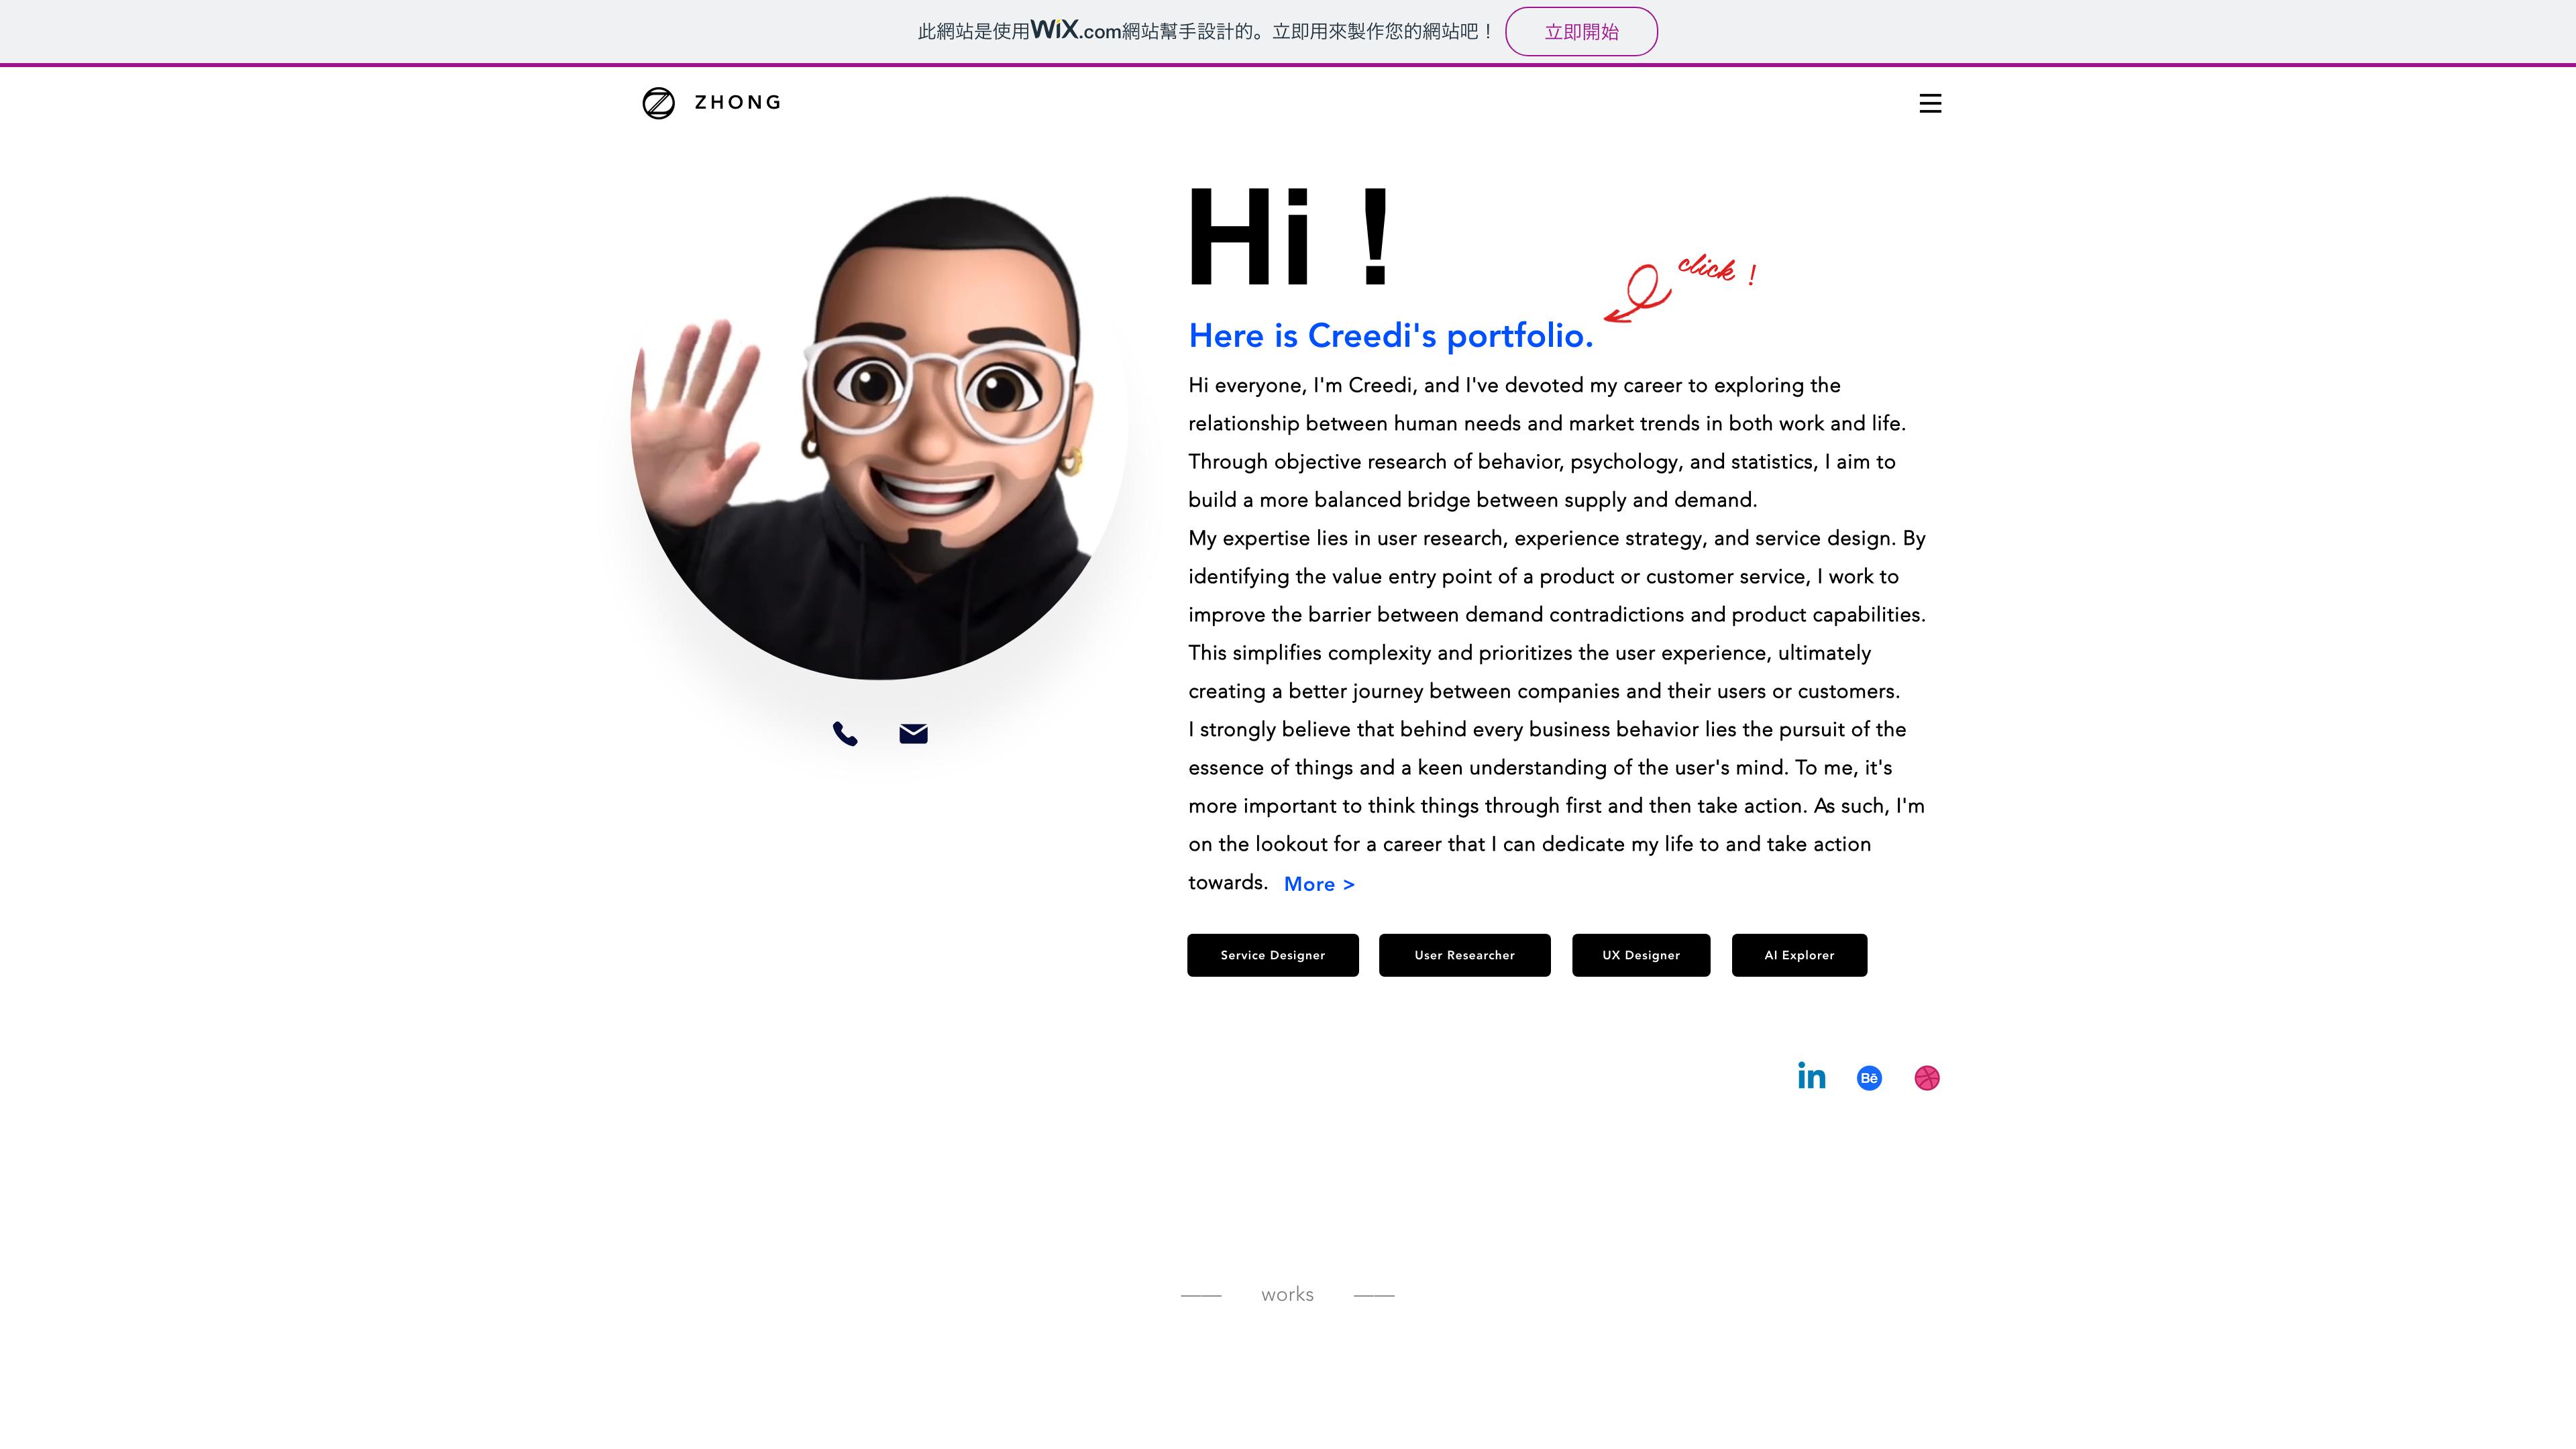 此網站是使用WiX.com網站幫手設計的。立即用來製作您的網站吧！
立即開始
ZHONG
Hi !
click !
Here is Creedi's portfolio.
Hi everyone, I'm Creedi, and I've devoted my career to exploring the
relationship between human needs and market trends in both work and life.
Through objective research of behavior, psychology, and statistics, I aim to
build a more balanced bridge between supply and demand.
My expertise lies in user research, experience strategy, and service design. By
identifying the value entry point of a product or customer service, I work to
improve the barrier between demand contradictions and product capabilities.
This simplifies complexity and prioritizes the user experience, ultimately
creating a better journey between companies and their users or customers.
I strongly believe that behind every business behavior lies the pursuit of the
essence of things and a keen understanding of the user's mind. To me, it's
more important to think things through first and then take action. As such, I'm
on the lookout for a career that I can dedicate my life to and take action
towards. More >
Service Designer
User Researcher
UX Designer
AI Explorer
in
Bē
works